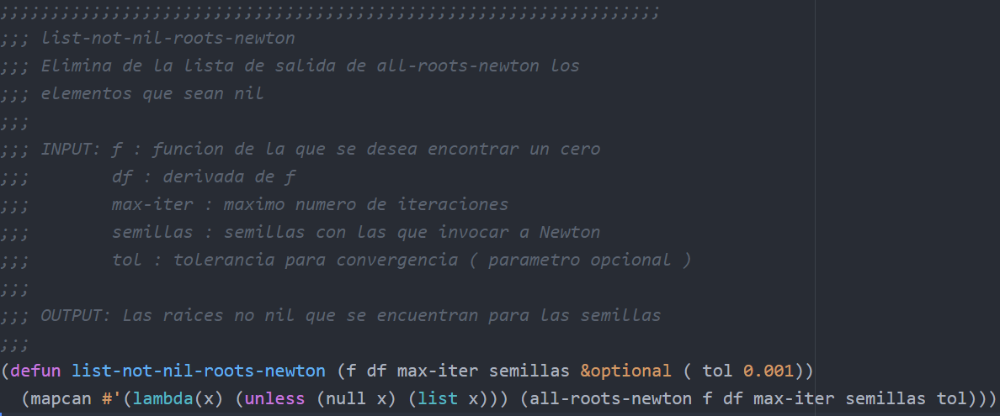 ;;;;;;;;;;;;;;;;;;;;;;;;;;;;;;;;;;;;;;;;;;;;;;;;;;;;;;;;;;;;;;;;;
;;; list-not-nil-roots-newton
;;; Elimina de la lista de salida de all-roots-newton los
;;; elementos que sean nil
;;;
;;; INPUT: f : funcion de la que se desea encontrar un cero
;;;        df : derivada de f
;;;        max-iter : maximo numero de iteraciones
;;;        semillas : semillas con las que invocar a Newton
;;;        tol : tolerancia para convergencia ( parametro opcional )
;;;
;;; OUTPUT: Las raices no nil que se encuentran para las semillas
;;;
(defun list-not-nil-roots-newton (f df max-iter semillas &optional ( tol 0.001))
  (mapcan #'(lambda(x) (unless (null x) (list x))) (all-roots-newton f df max-iter semillas tol)))